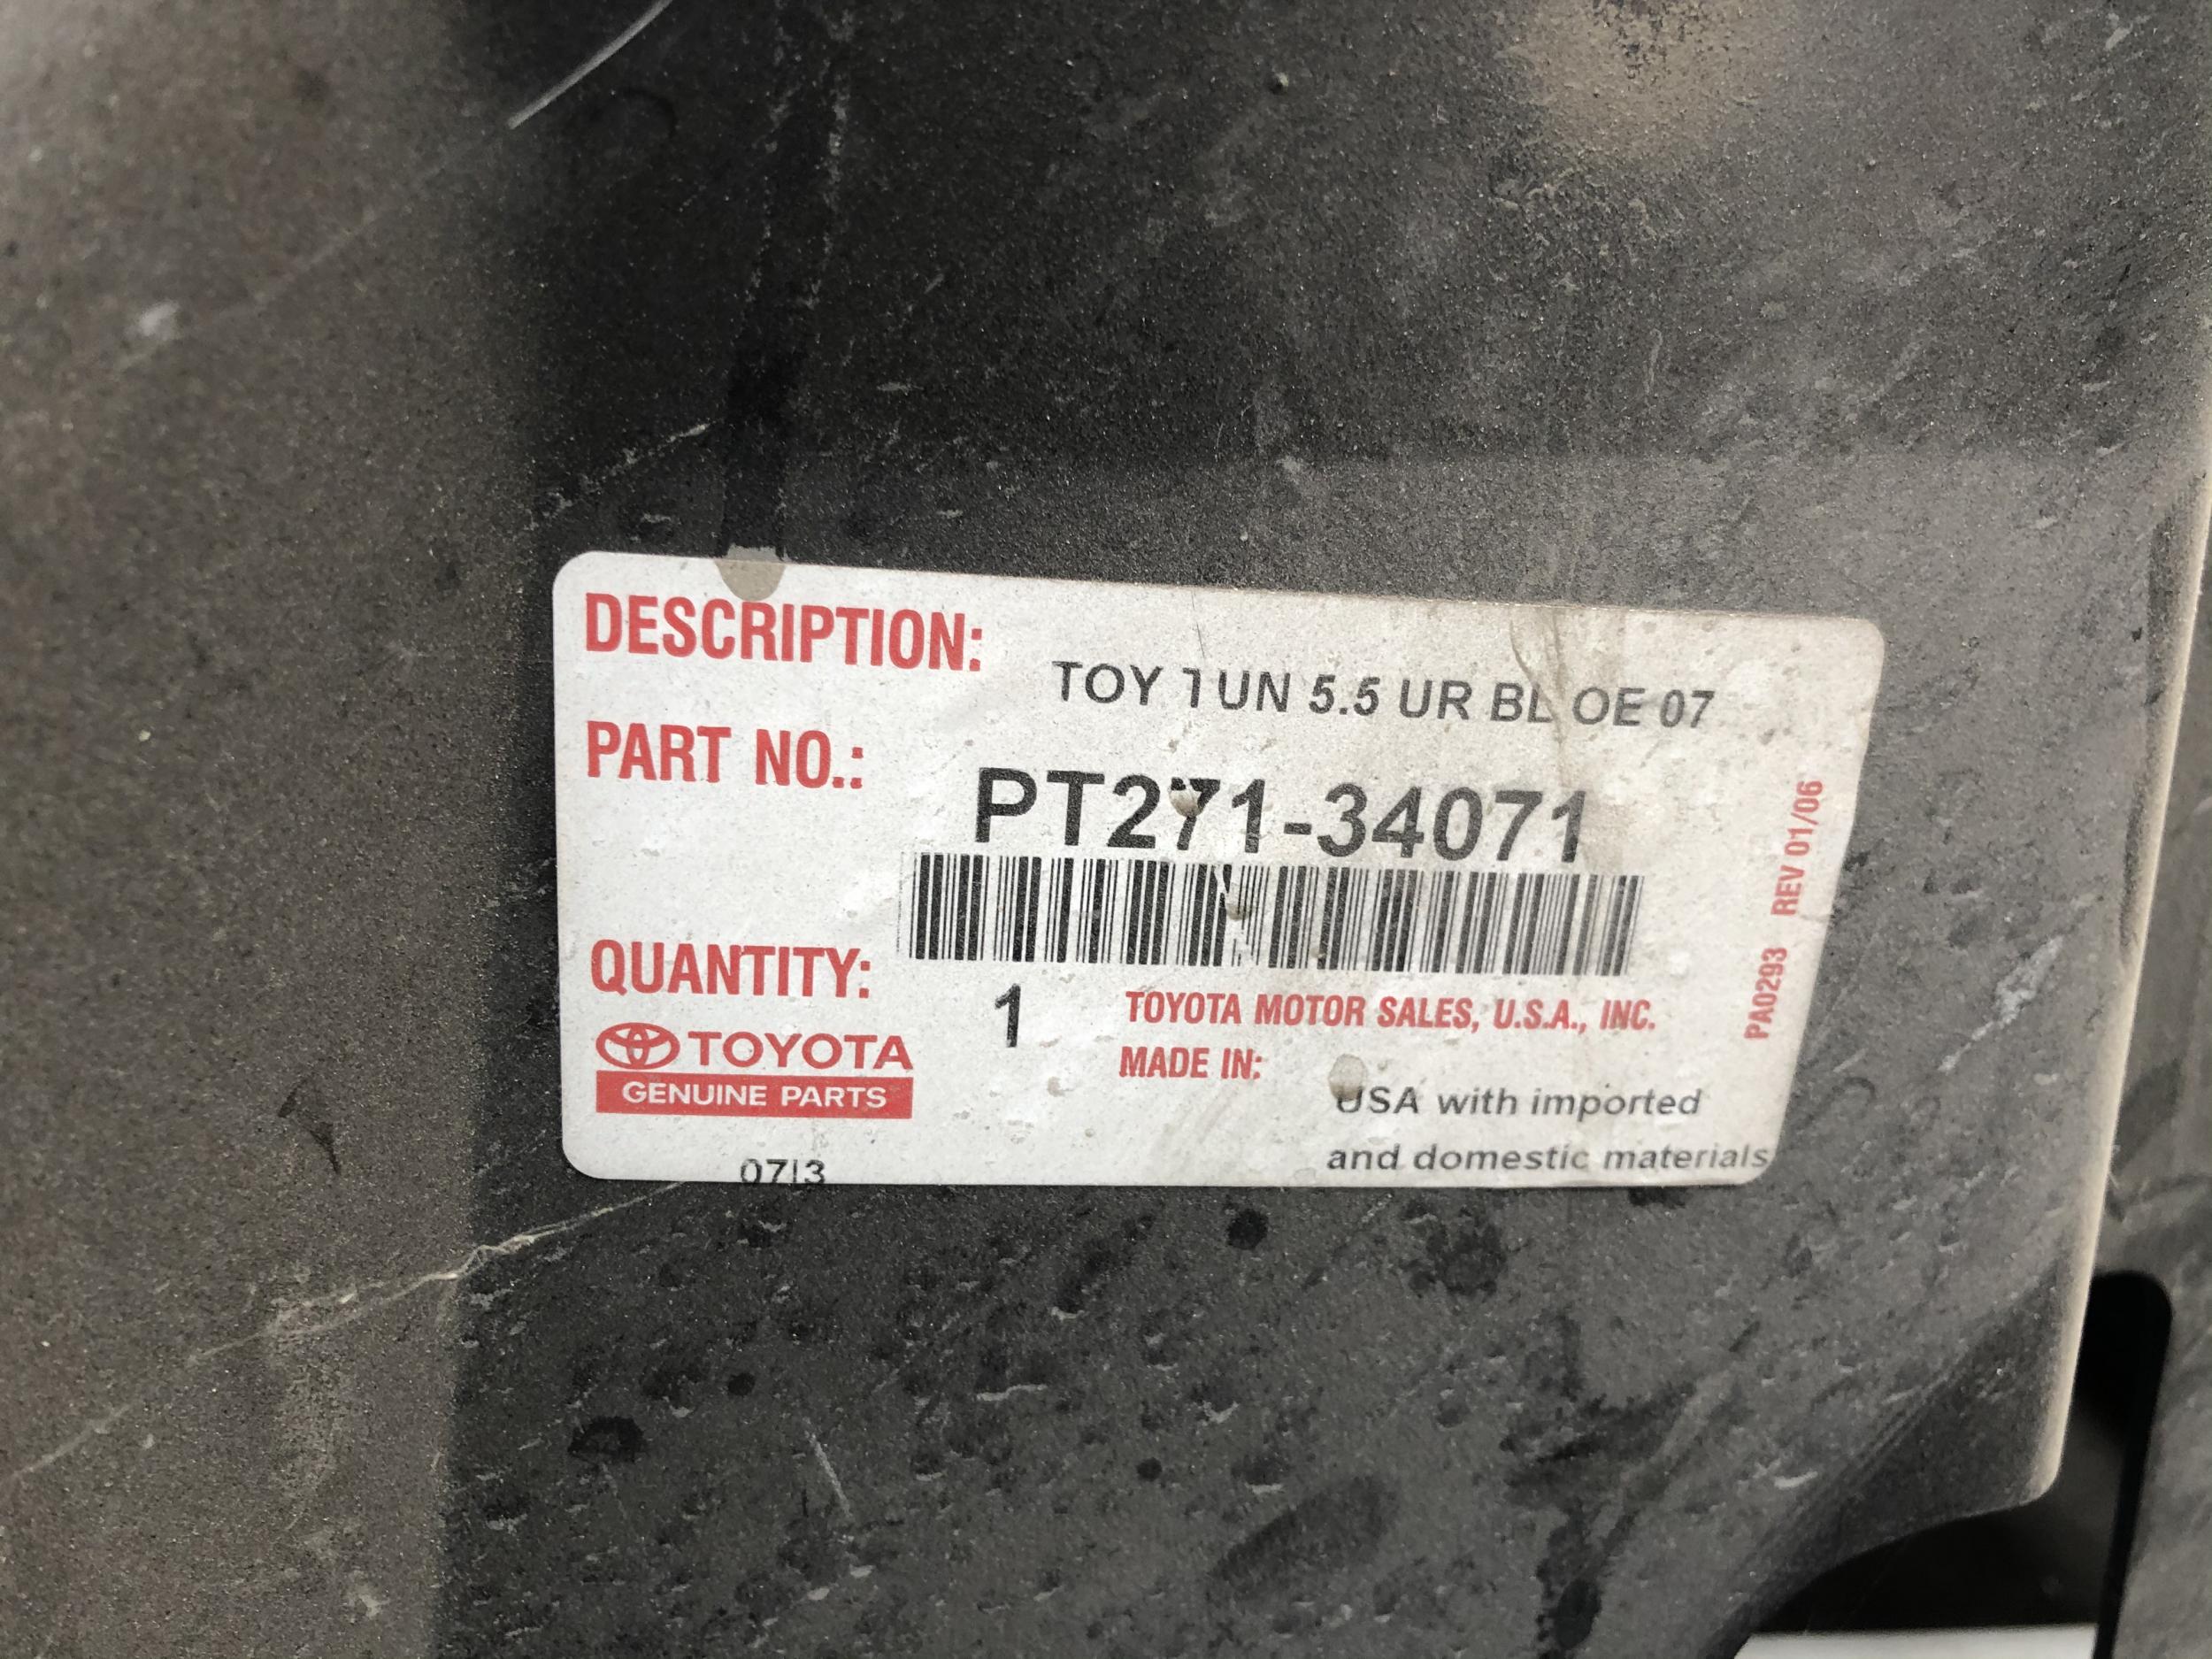 DESCRIPTION:
TOY TUN 5.5 UR BL OE 07
PART NO.:
PT271-34071
QUANTITY:
1
TOYOTA MOTOR SALES, U.S.A., INC.
MADE IN:
USA with imported
and domestic materials
TOYOTA
GENUINE PARTS
0713
PA0293 REV 01/06